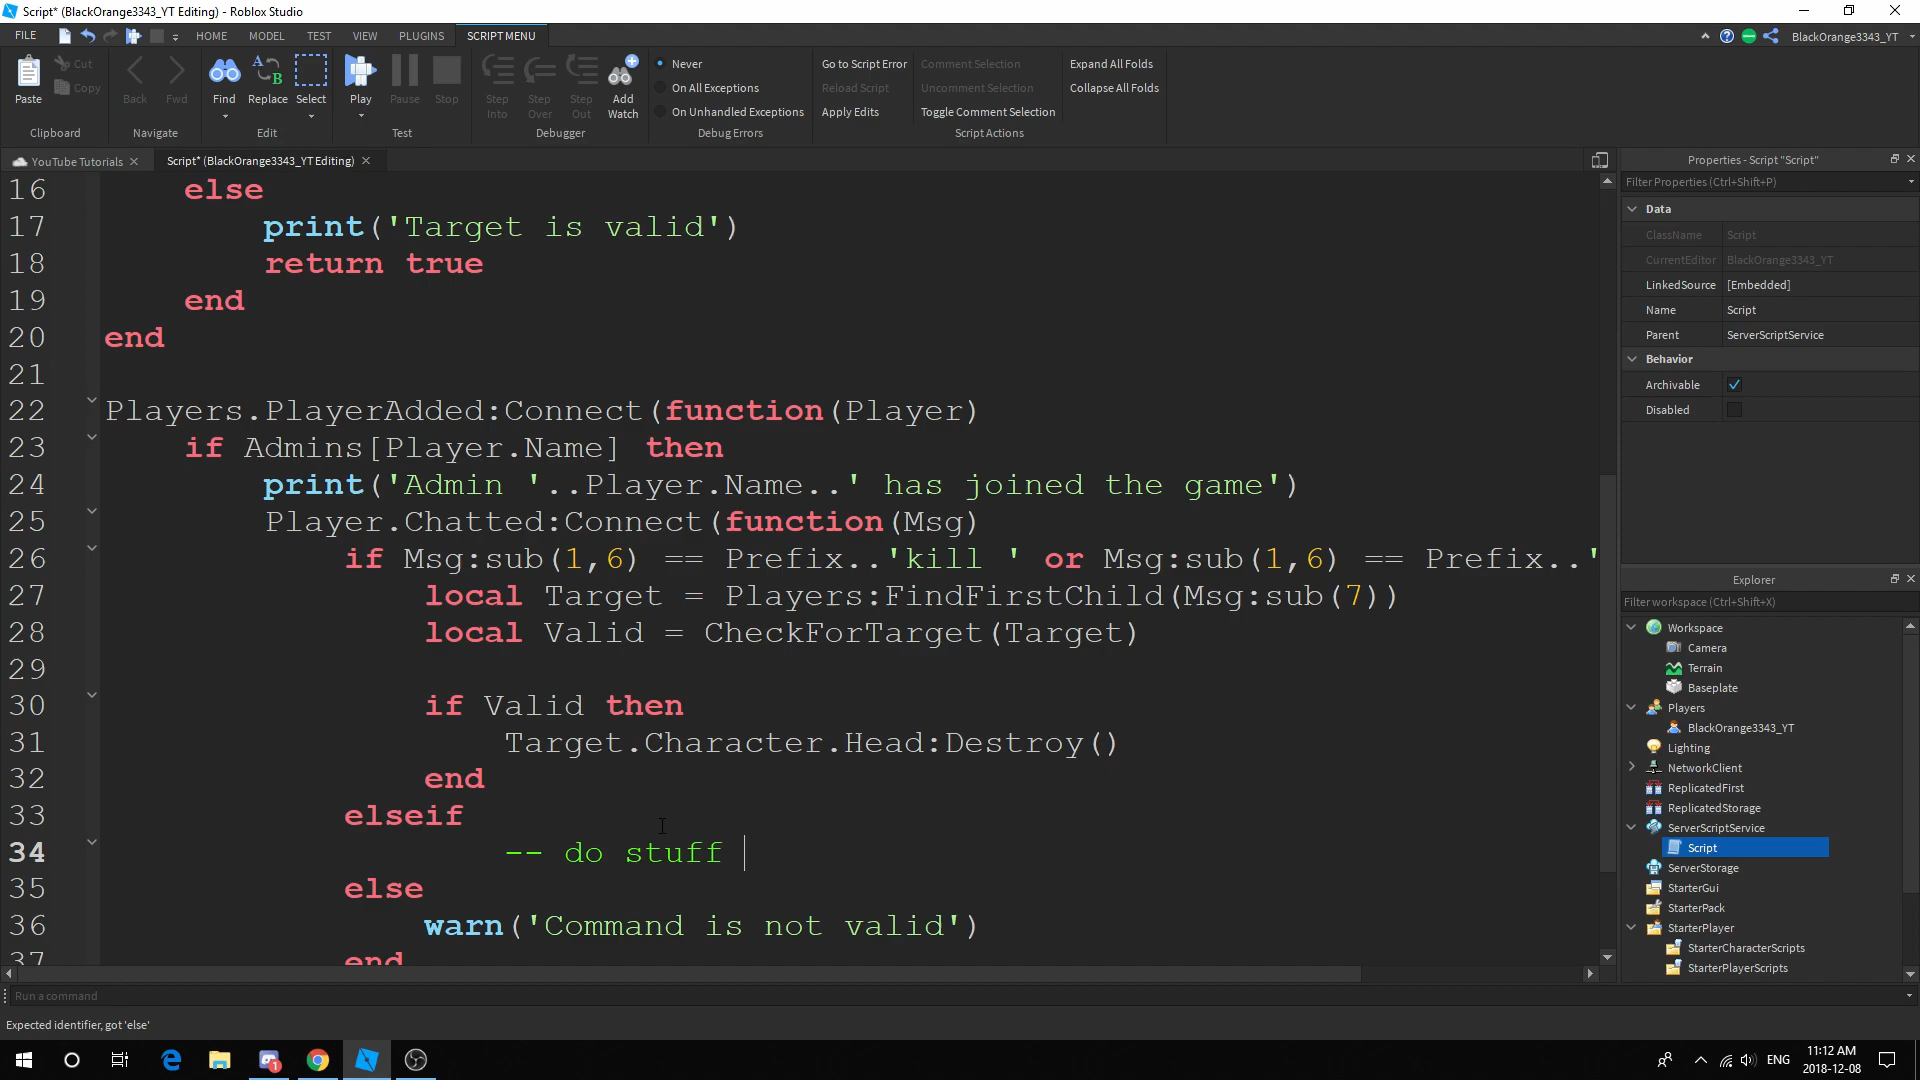 Script* (BlackOrange3343_YT Editing) - Roblox Studio
FILE HOME MODEL TEST VIEW PLUGINS SCRIPT MENU BlackOrange3343_YT
Paste Cut Copy
Clipboard
Back Fwd
Navigate
Find Replace Select
Edit
Play Pause Stop
Test
Step Into Step Over Step Out Add Watch
Debugger
Never
On All Exceptions
On Unhandled Exceptions
Debug Errors
Go to Script Error
Reload Script
Apply Edits
Comment Selection
Uncomment Selection
Toggle Comment Selection
Script Actions
Expand All Folds
Collapse All Folds
YouTube Tutorials Script* (BlackOrange3343_YT Editing)
16 else
17 print('Target is valid')
18 return true
19 end
20 end
21
22 Players.PlayerAdded:Connect(function(Player)
23 if Admins[Player.Name] then
24 print('Admin '..Player.Name..' has joined the game')
25 Player.Chatted:Connect(function(Msg)
26 if Msg:sub(1,6) == Prefix..'kill ' or Msg:sub(1,6) == Prefix..'
27 local Target = Players:FindFirstChild(Msg:sub(7))
28 local Valid = CheckForTarget(Target)
29
30 if Valid then
31 Target.Character.Head:Destroy()
32 end
33 elseif
34 -- do stuff
35 else
36 warn('Command is not valid')
37 end
Run a command
Expected identifier, got 'else'
Properties - Script "Script"
Filter Properties (Ctrl+Shift+P)
Data
ClassName Script
CurrentEditor BlackOrange3343_YT
LinkedSource [Embedded]
Name Script
Parent ServerScriptService
Behavior
Archivable
Disabled
Explorer
Filter workspace (Ctrl+Shift+X)
Workspace
Camera
Terrain
Baseplate
Players
BlackOrange3343_YT
Lighting
NetworkClient
ReplicatedFirst
ReplicatedStorage
ServerScriptService
Script
ServerStorage
StarterGui
StarterPack
StarterPlayer
StarterCharacterScripts
StarterPlayerScripts
1
ENG 11:12 AM
2018-12-08